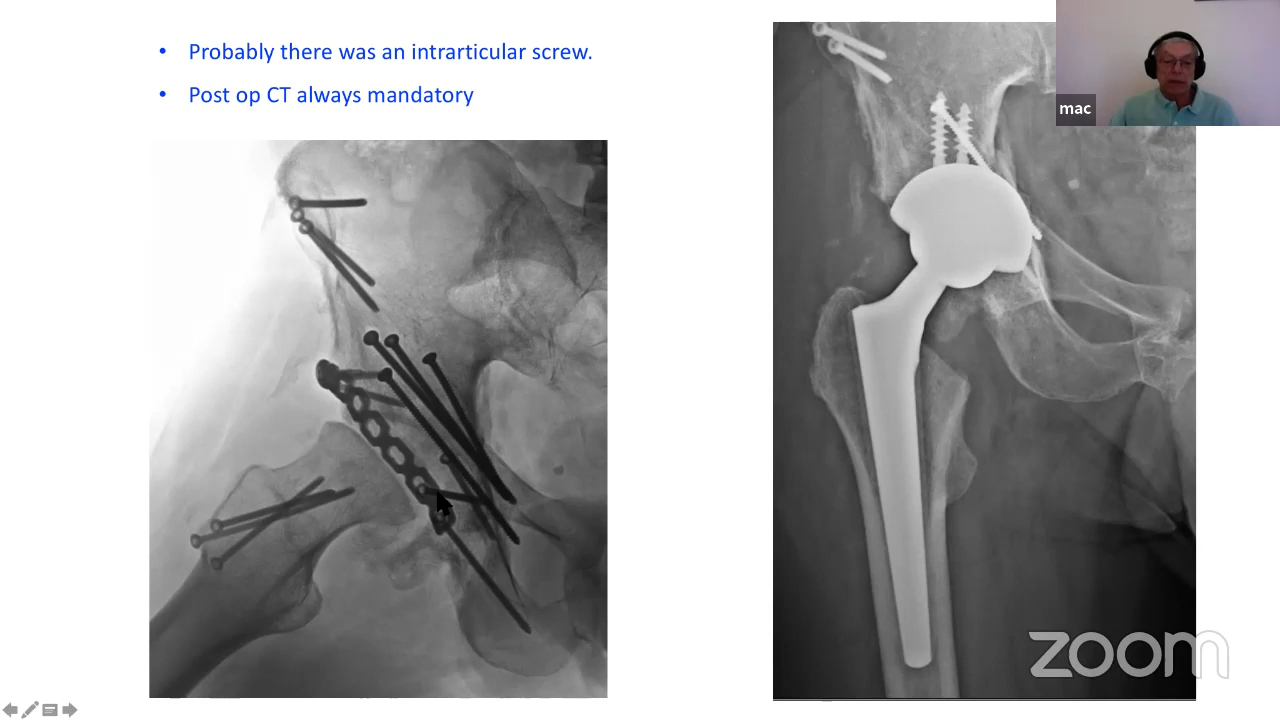 • Probably there was an intrarticular screw.
• Post op CT always mandatory
mac
zoom